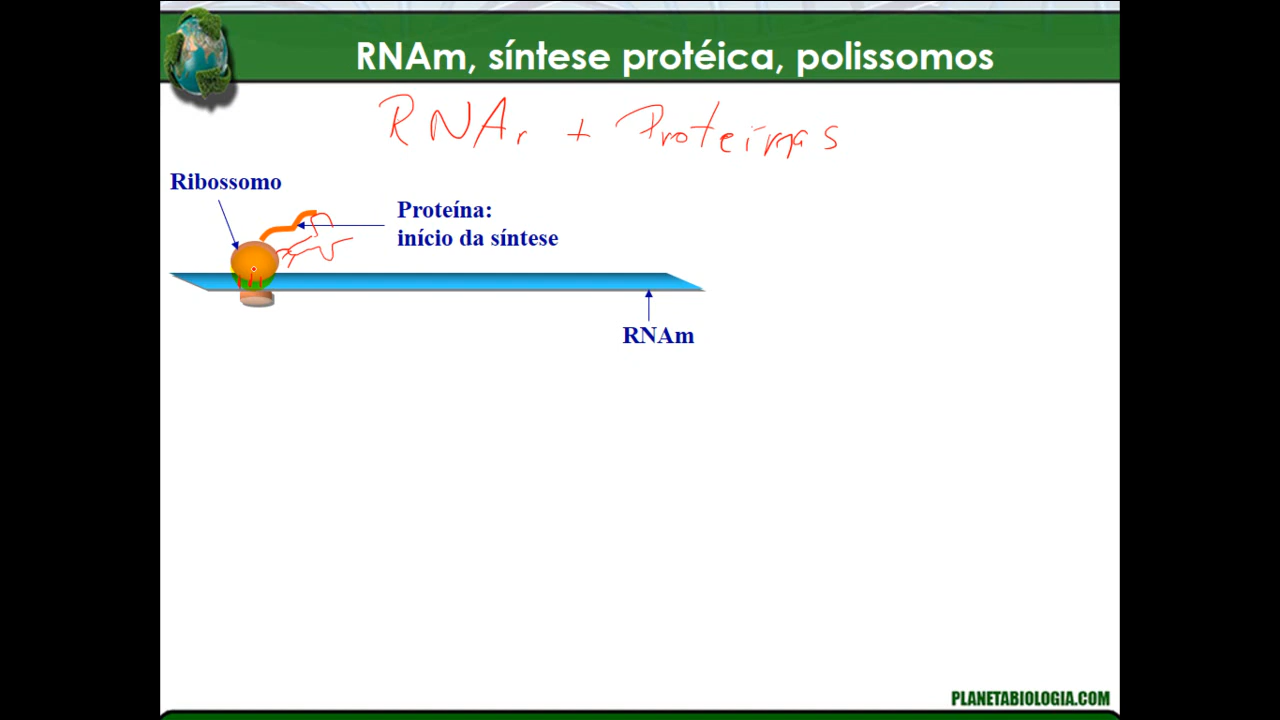 RNAm, síntese protéica, polissomos
RNAr + Proteínas
Ribossomo
Proteína:
início da síntese
RNAm
PLANETABIOLOGIA.COM